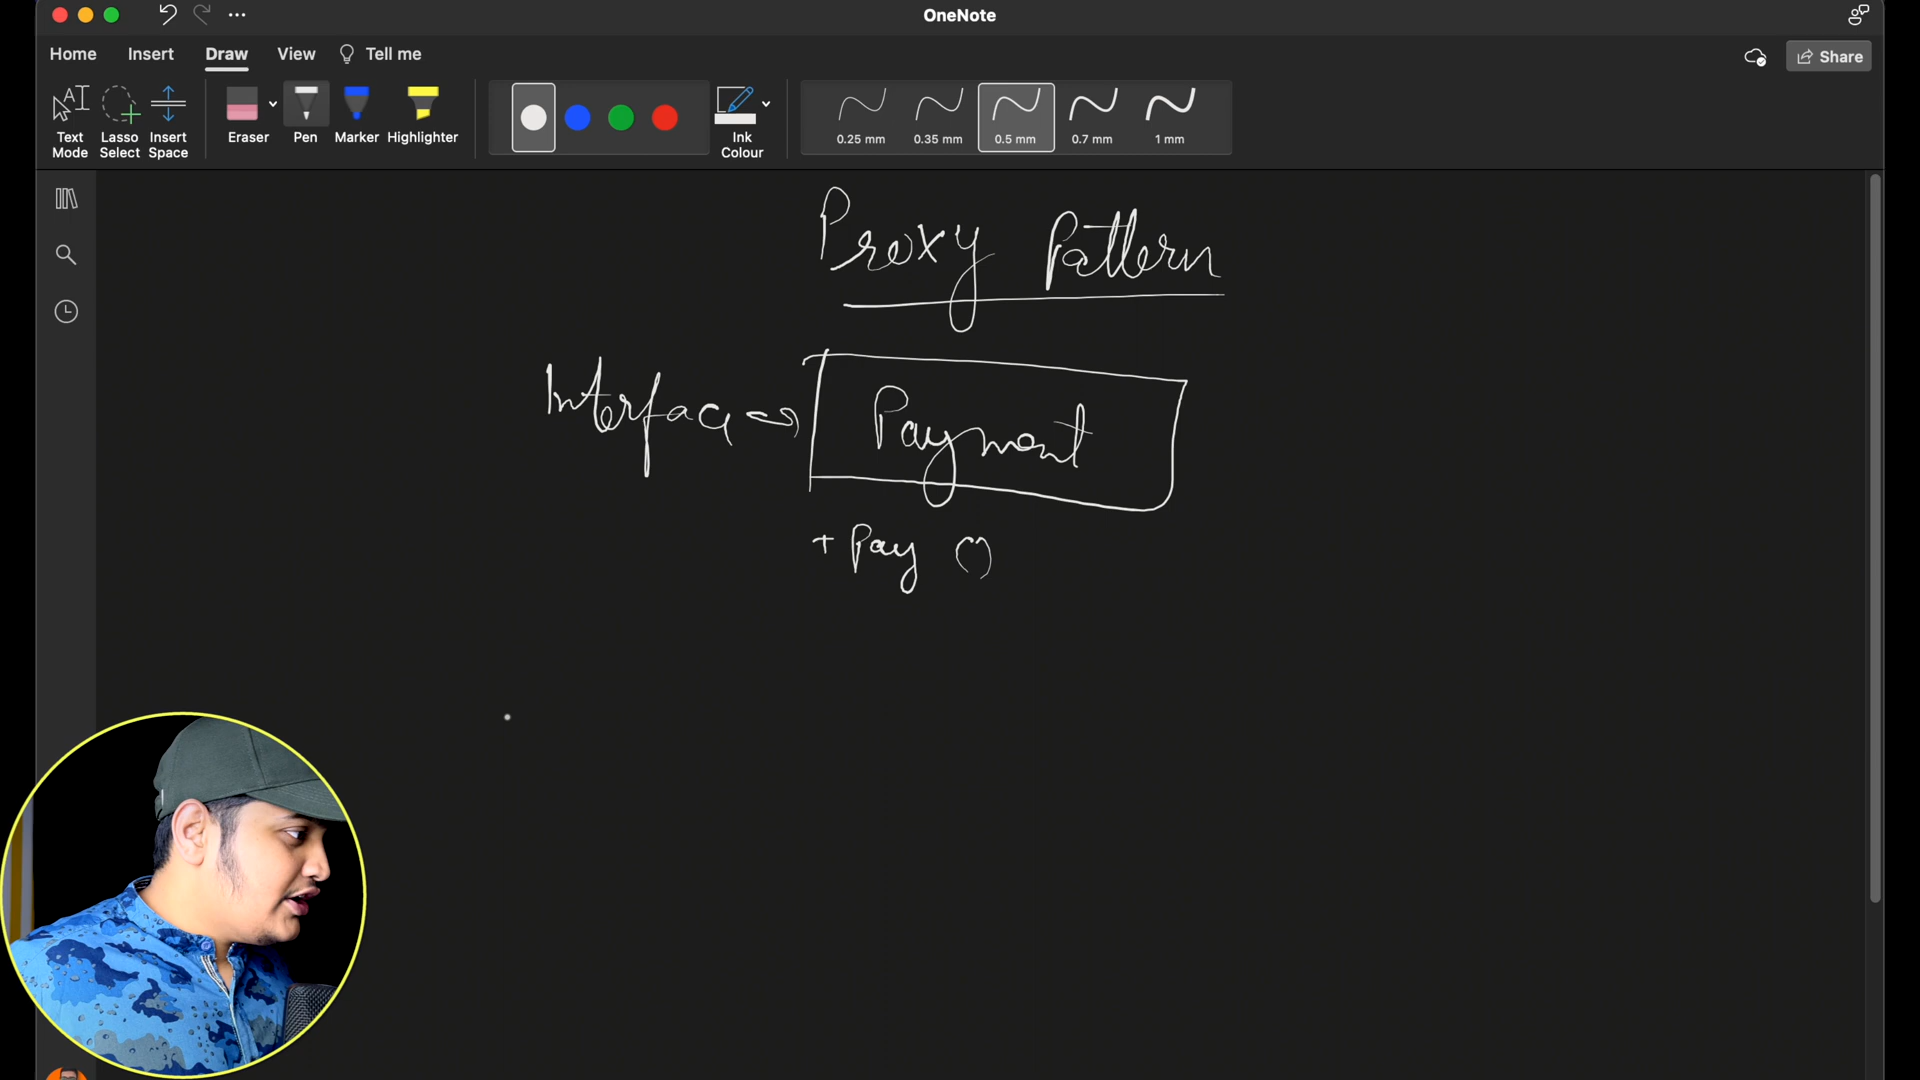 OneNote
Home Insert Draw View Tell me
Share
Text Mode
Lasso Select
Insert Space
Eraser
Pen
Marker
Highlighter
Ink Colour
0.25 mm
0.35 mm
0.5 mm
0.7 mm
1 mm
Proxy Pattern
Interface => Payment
+ Pay ()